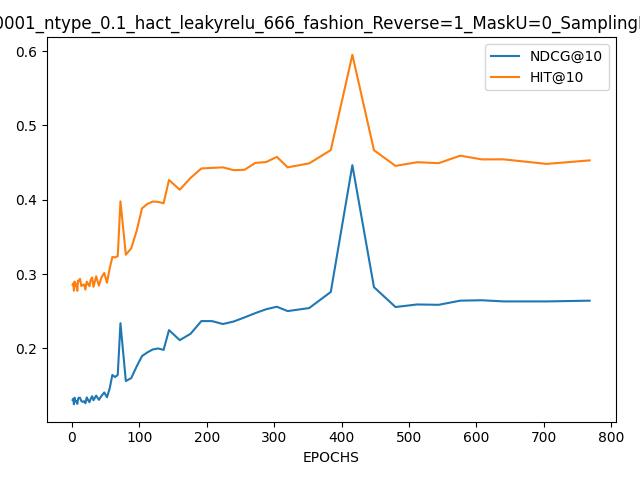 0001_ntype_0.1_hact_leakyrelu_666_fashion_Reverse=1_MaskU=0_Sampling
NDCG@10
HIT@10
0.6
0.5
0.4
0.3
0.2
0 100 200 300 400 500 600 700 800
EPOCHS